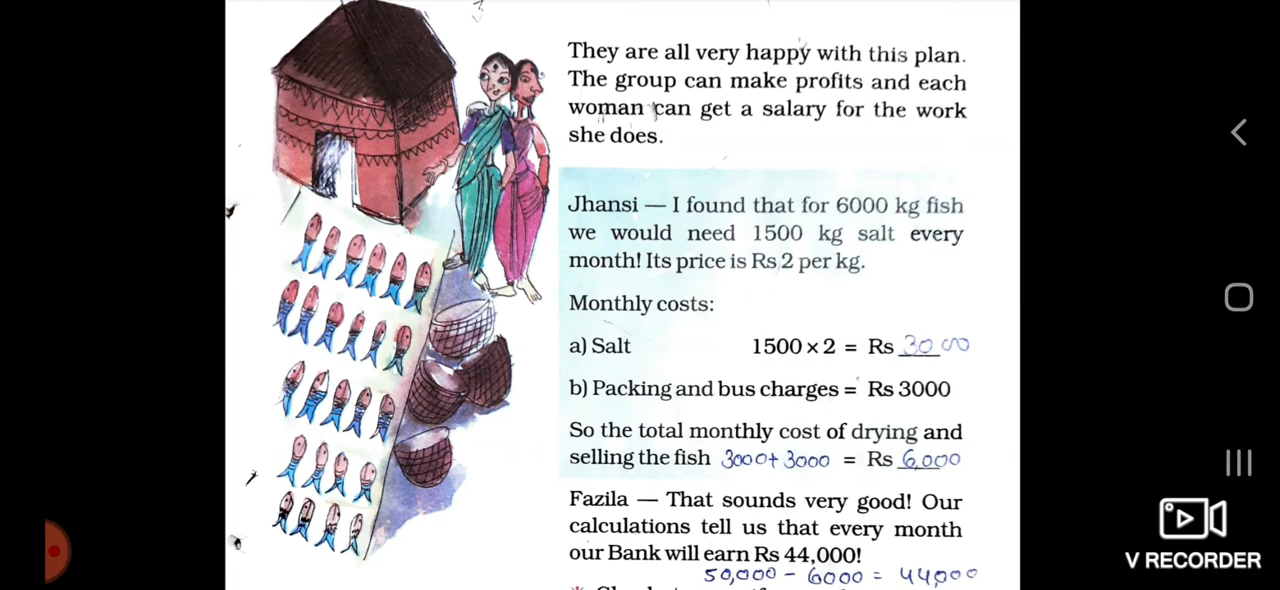 They are all very happy with this plan.
The group can make profits and each
woman can get a salary for the work
she does.
Jhansi — I found that for 6000 kg fish
we would need 1500 kg salt every
month! Its price is Rs 2 per kg.
Monthly costs:
a) Salt 1500 × 2 = Rs 3000
b) Packing and bus charges = Rs 3000
So the total monthly cost of drying and
selling the fish 3000+3000 = Rs 6,000
Fazila — That sounds very good! Our
calculations tell us that every month
our Bank will earn Rs 44,000!
50,000 - 6000 = 44,000
V RECORDER